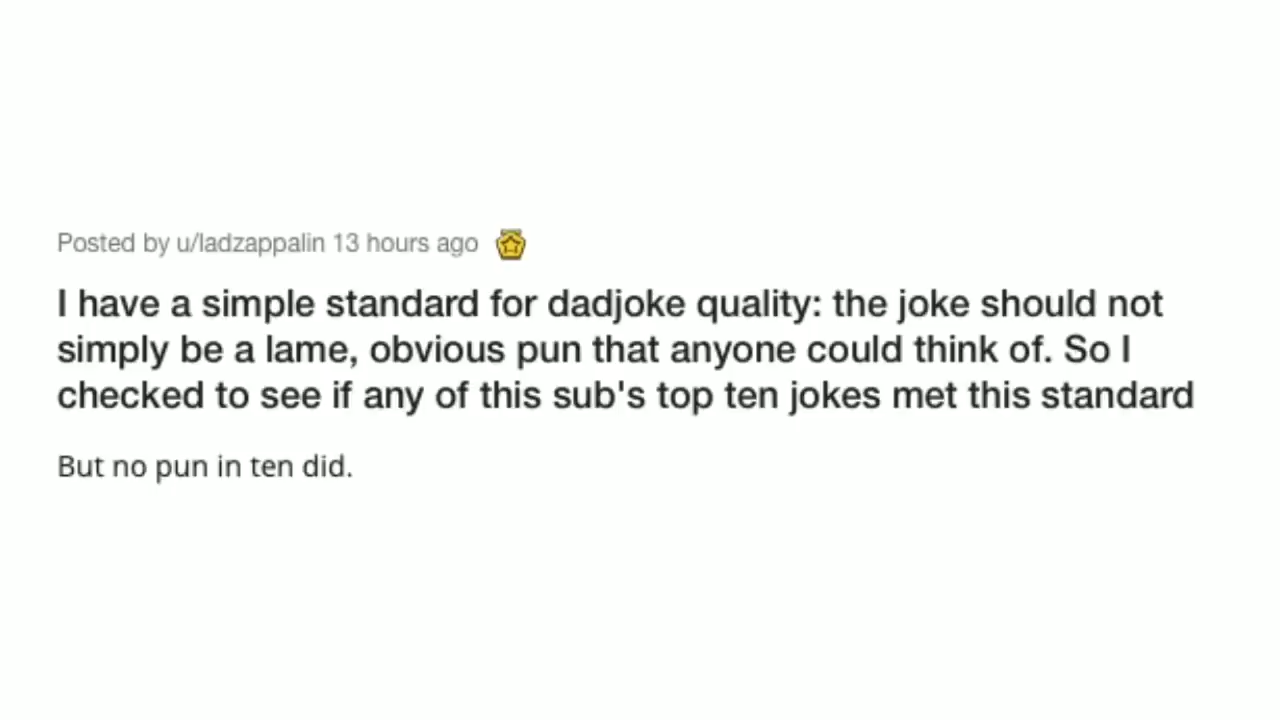 Posted by u/ladzappalin 13 hours ago
I have a simple standard for dadjoke quality: the joke should not
simply be a lame, obvious pun that anyone could think of. So I
checked to see if any of this sub's top ten jokes met this standard
But no pun in ten did.